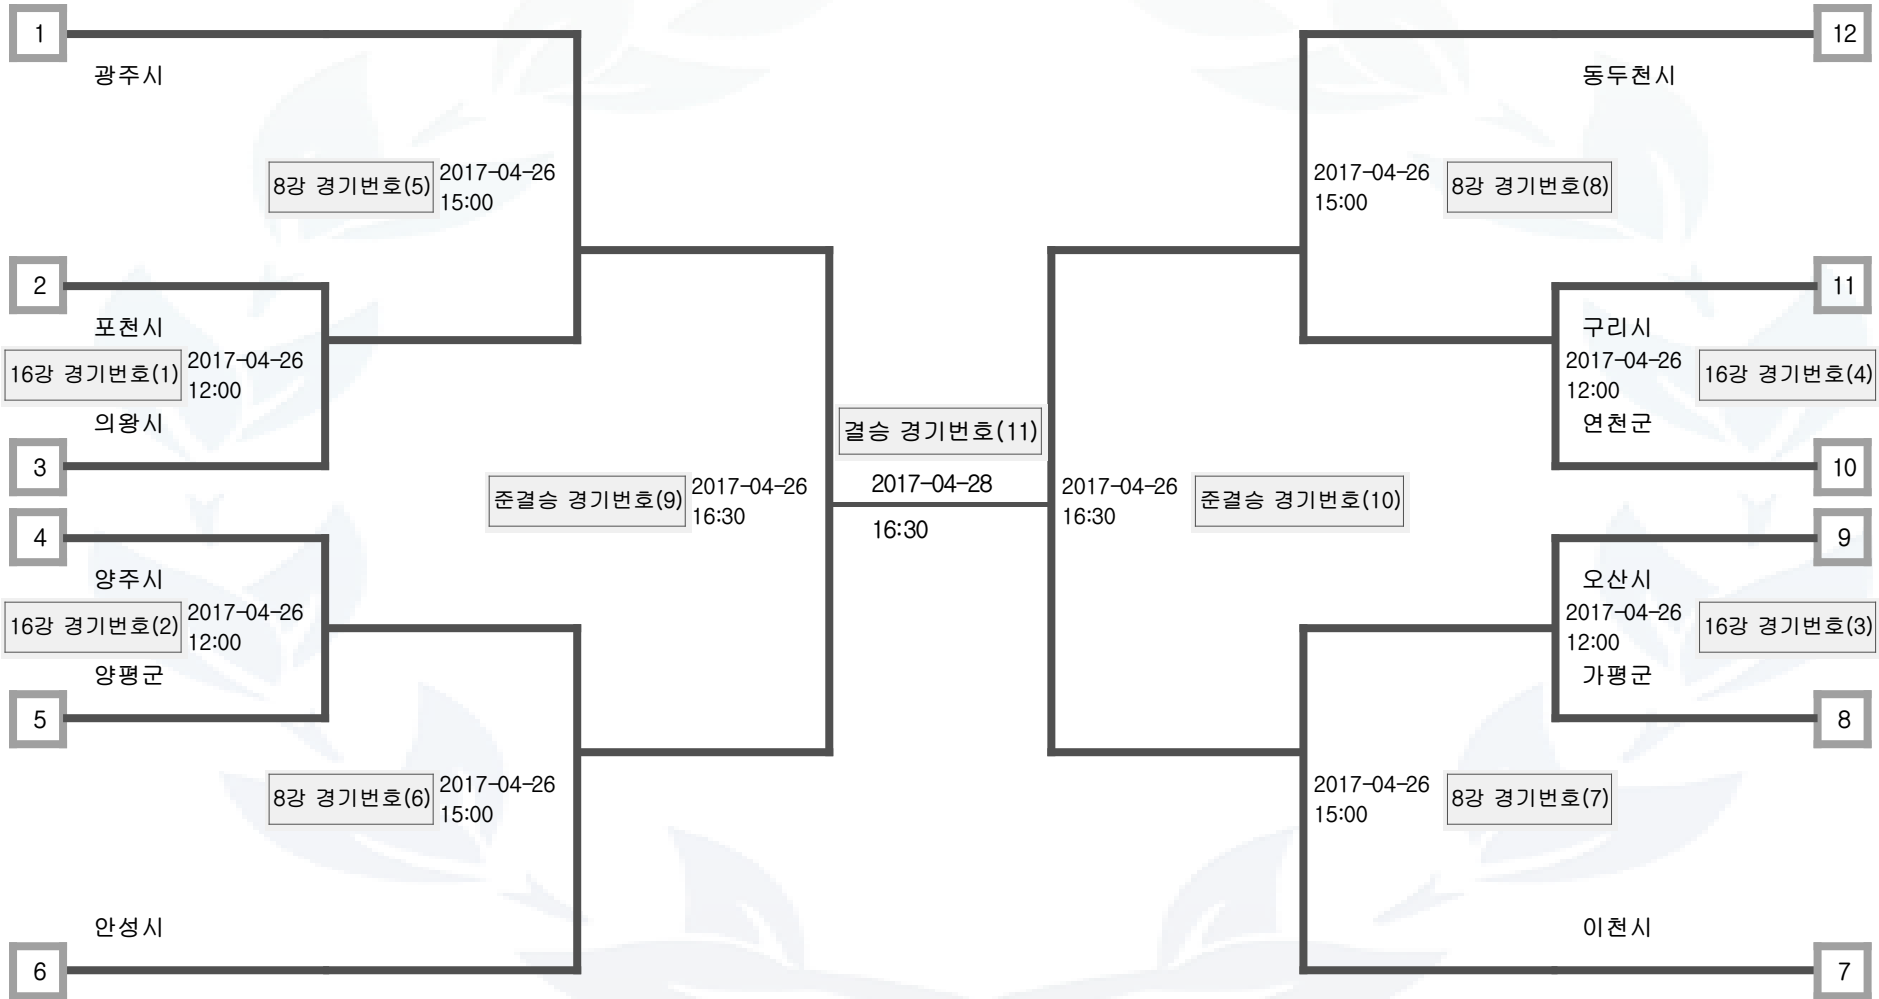 1
광주시
8강 경기번호(5)
2017-04-26
15:00
2
포천시
16강 경기번호(1)
2017-04-26
12:00
의왕시
3
4
양주시
16강 경기번호(2)
2017-04-26
12:00
양평군
5
8강 경기번호(6)
2017-04-26
15:00
안성시
6
준결승 경기번호(9)
2017-04-26
16:30
결승 경기번호(11)
2017-04-28
16:30
2017-04-26
16:30
준결승 경기번호(10)
12
동두천시
2017-04-26
15:00
8강 경기번호(8)
11
구리시
2017-04-26
12:00
16강 경기번호(4)
연천군
10
9
오산시
2017-04-26
12:00
16강 경기번호(3)
가평군
8
2017-04-26
15:00
8강 경기번호(7)
이천시
7